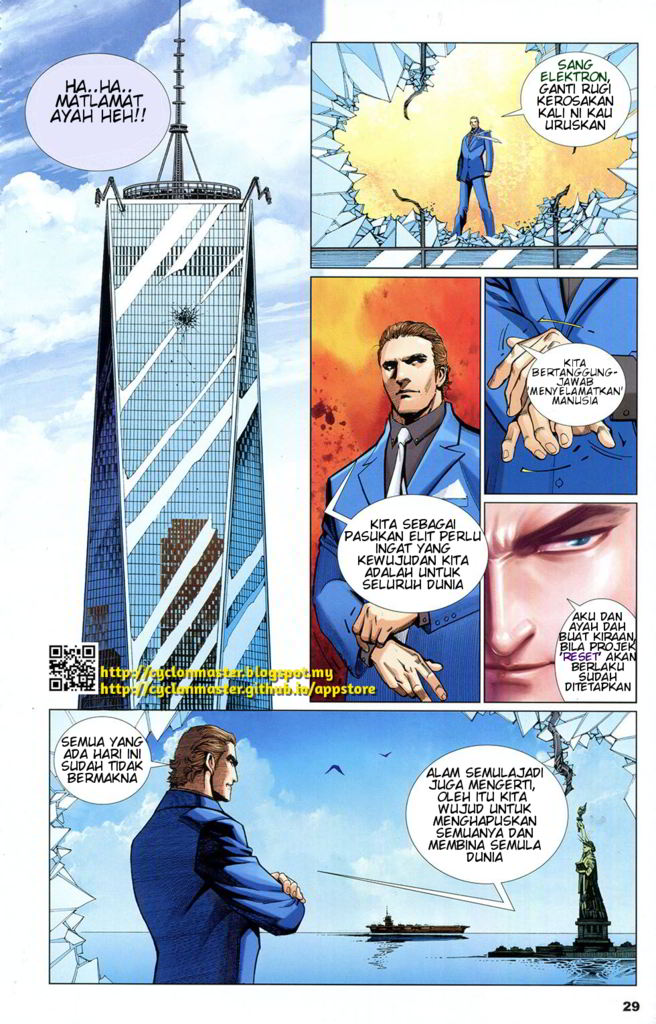 HA..HA..
MATLAMAT
AYAH HEH!!
SANG
ELEKTRON,
GANTI RUGI
KEROSAKAN
KALI NI KAU
URUSKAN
KITA SEBAGAI
PASUKAN ELIT PERLU
INGAT YANG
KEWUJUDAN KITA
ADALAH UNTUK
SELURUH DUNIA
KITA
BERTANGGUNG-
JAWAB
'MENYELAMATKAN'
MANUSIA
AKU DAN
AYAH DAH
BUAT KIRAAN,
BILA PROJEK
'RESET' AKAN
BERLAKU
SUDAH
DITETAPKAN
http://cyclonmaster.blogspot.my
http://cyclanmaster.github.io/appstore
SEMUA YANG
ADA HARI INI
SUDAH TIDAK
BERMAKNA
ALAM SEMULAJADI
JUGA MENGERTI,
OLEH ITU KITA
WUJUD UNTUK
MENGHAPUSKAN
SEMUANYA DAN
MEMBINA SEMULA
DUNIA
29